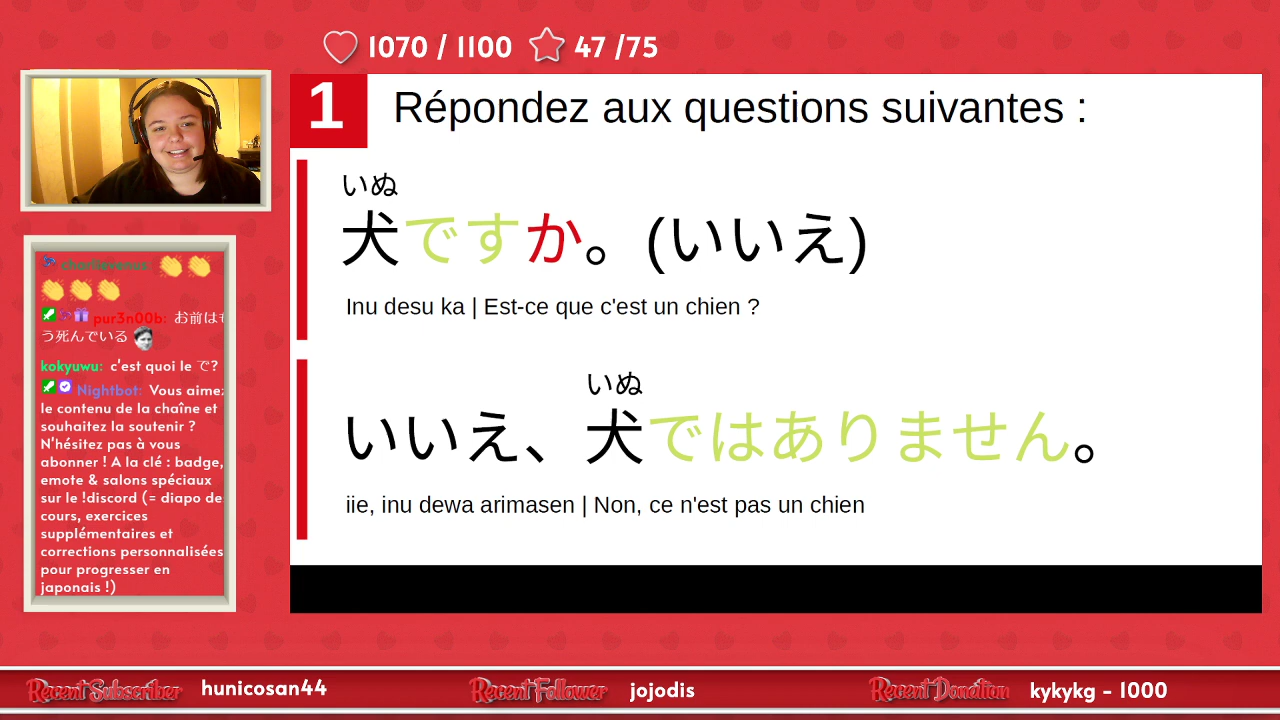 1070 / 1100 47 /75
1 Répondez aux questions suivantes :
いぬ
犬ですか。(いいえ)
Inu desu ka | Est-ce que c'est un chien ?
いぬ
いいえ、犬ではありません。
iie, inu dewa arimasen | Non, ce n'est pas un chien
charlievenus:
pur3n00b: お前はも
う死んでいる
kokyuwu: c'est quoi le で?
Nightbot: Vous aimez
le contenu de la chaîne et
souhaitez la soutenir ?
N'hésitez pas à vous
abonner ! A la clé : badge,
emote & salons spéciaux
sur le !discord (= diapo de
cours, exercices
supplémentaires et
corrections personnalisées
pour progresser en
japonais !)
Recent Subscriber hunicosan44 Recent Follower jojodis Recent Donation kykykg - 1000